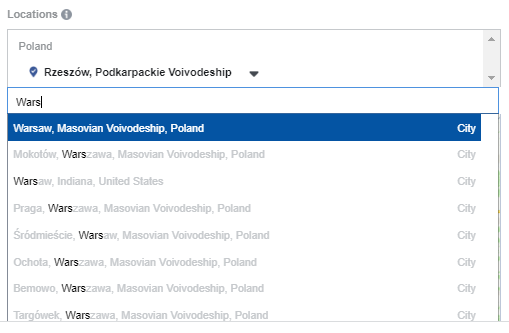 Locations
Poland
Rzeszów, Podkarpackie Voivodeship
Wars
Warsaw, Masovian Voivodeship, Poland City
Mokotów, Warszawa, Masovian Voivodeship, Poland City
Warsaw, Indiana, United States City
Praga, Warszawa, Masovian Voivodeship, Poland City
Śródmieście, Warsaw, Masovian Voivodeship, Poland City
Ochota, Warszawa, Masovian Voivodeship, Poland City
Bemowo, Warszawa, Masovian Voivodeship, Poland City
Targówek, Warszawa, Masovian Voivodeship, Poland City